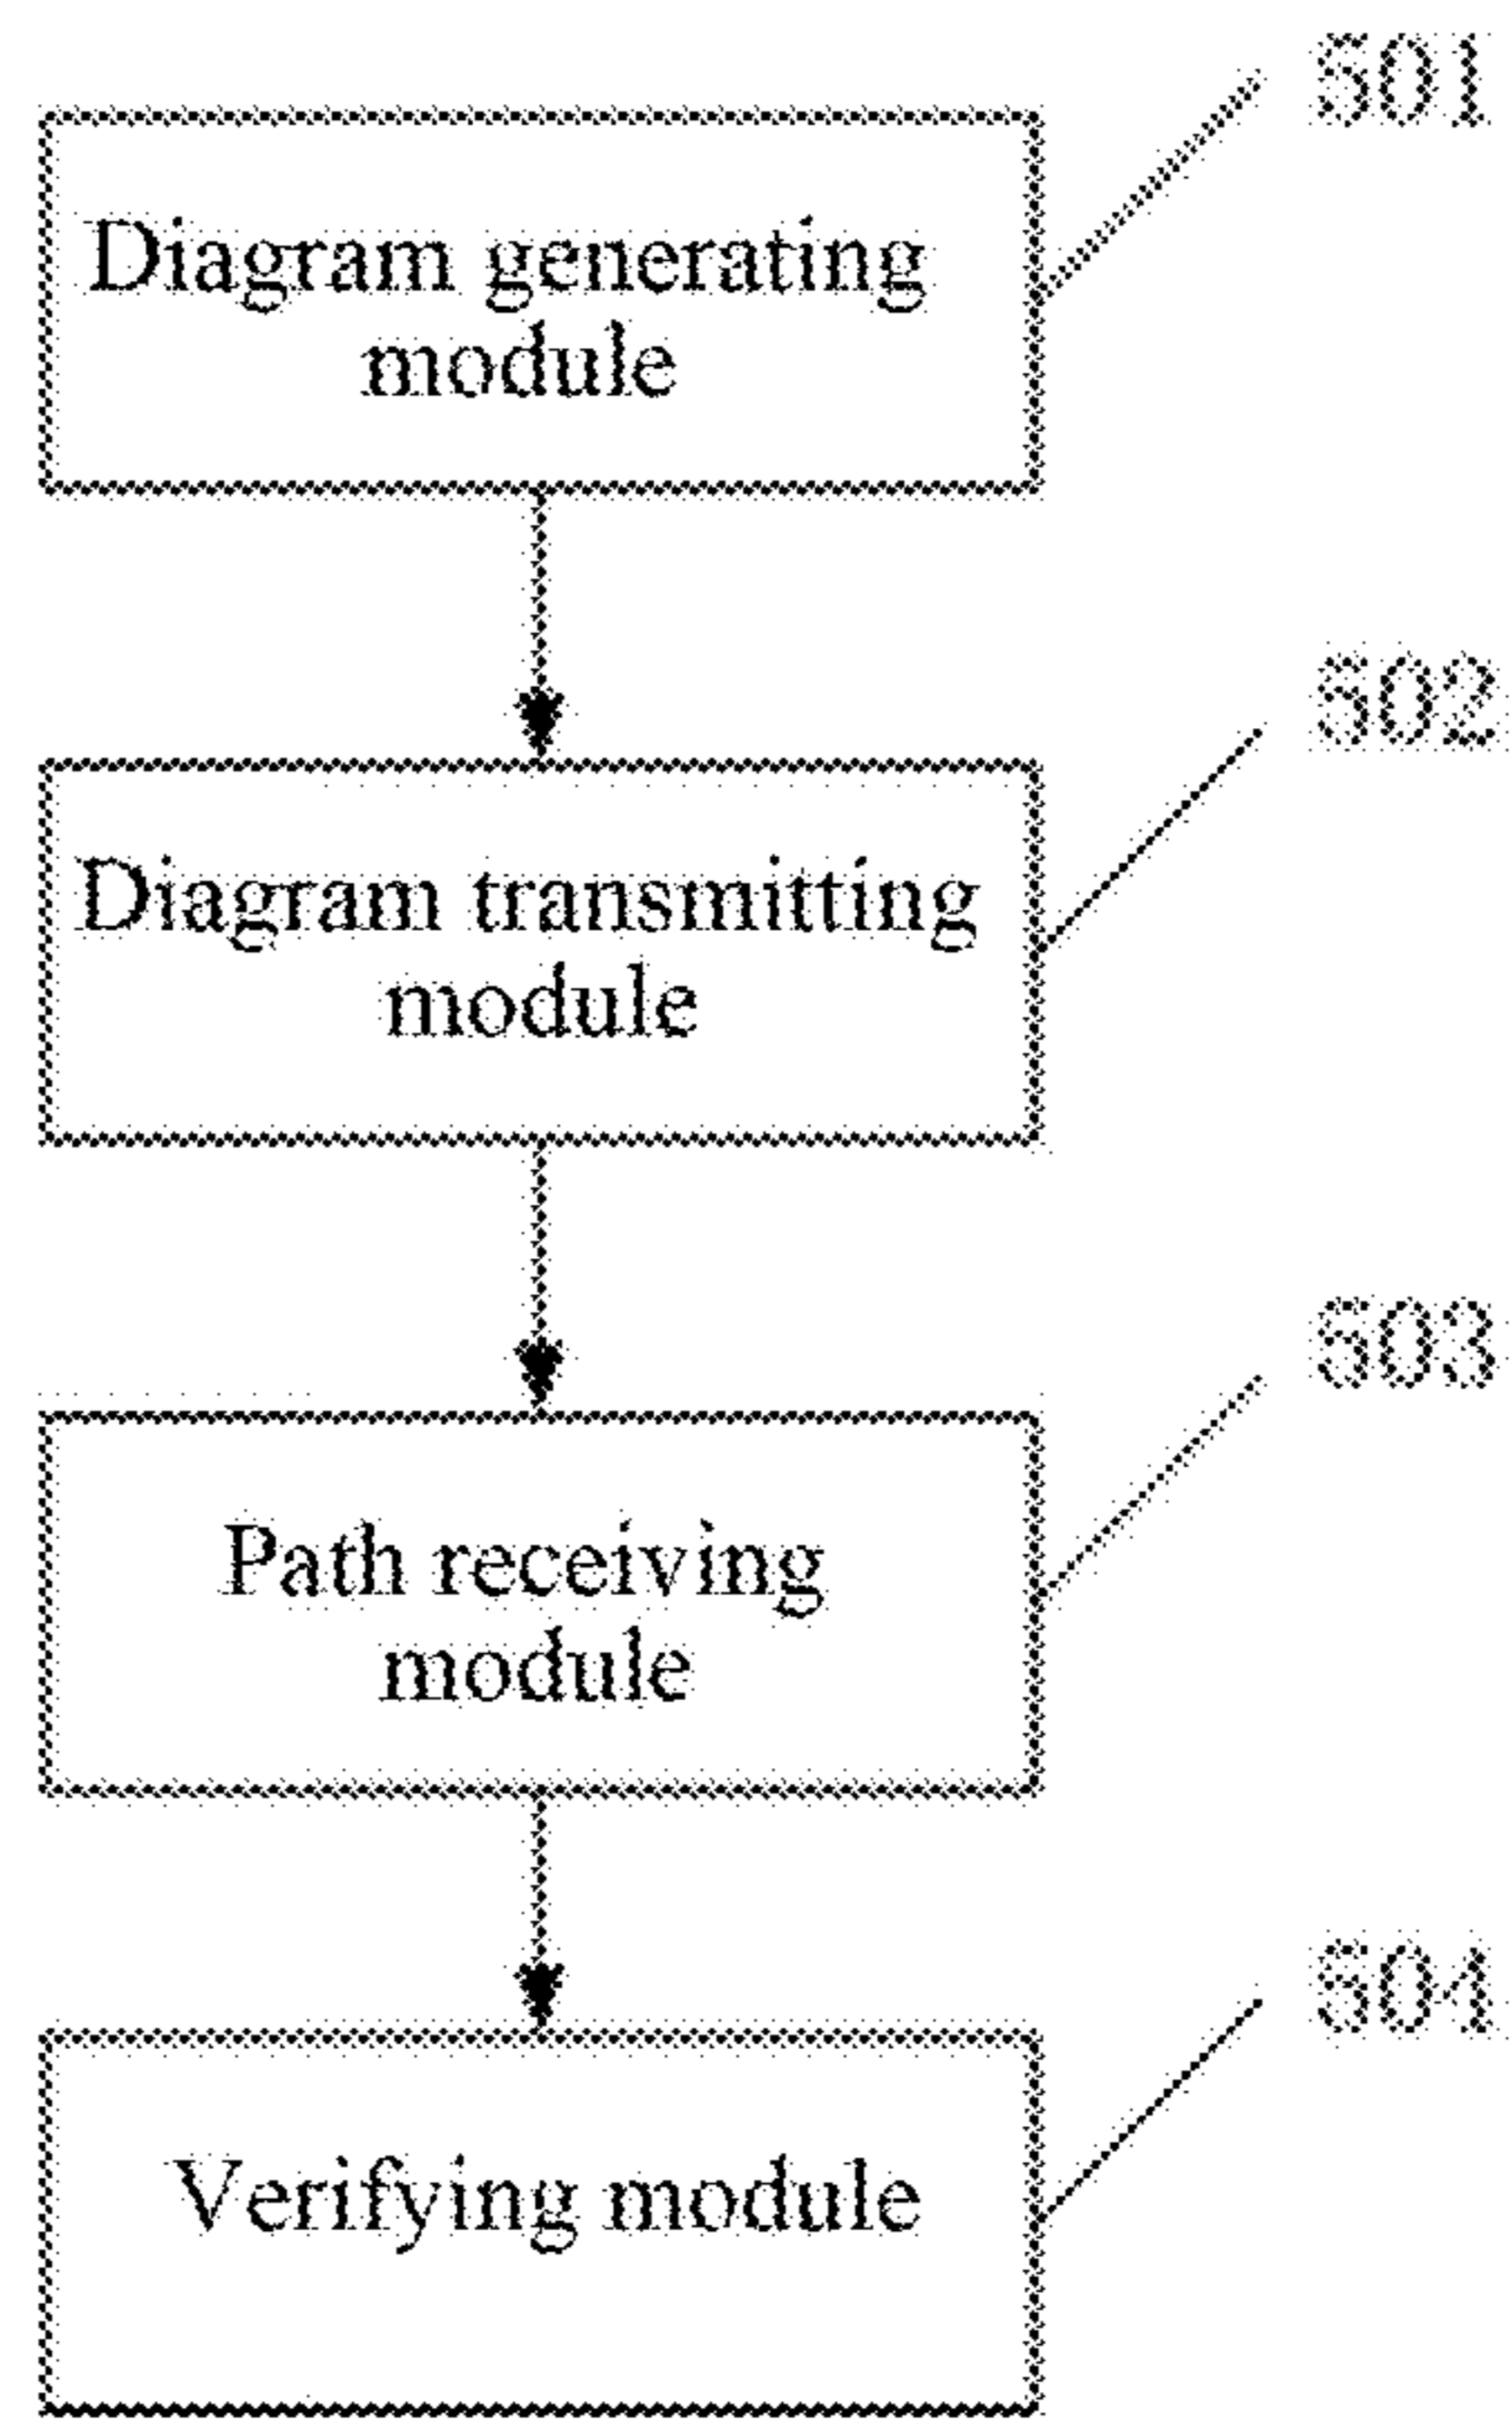 501
Diagram generating
module
502
Diagram transmitting
module
503
Path receiving
module
504
Verifying module